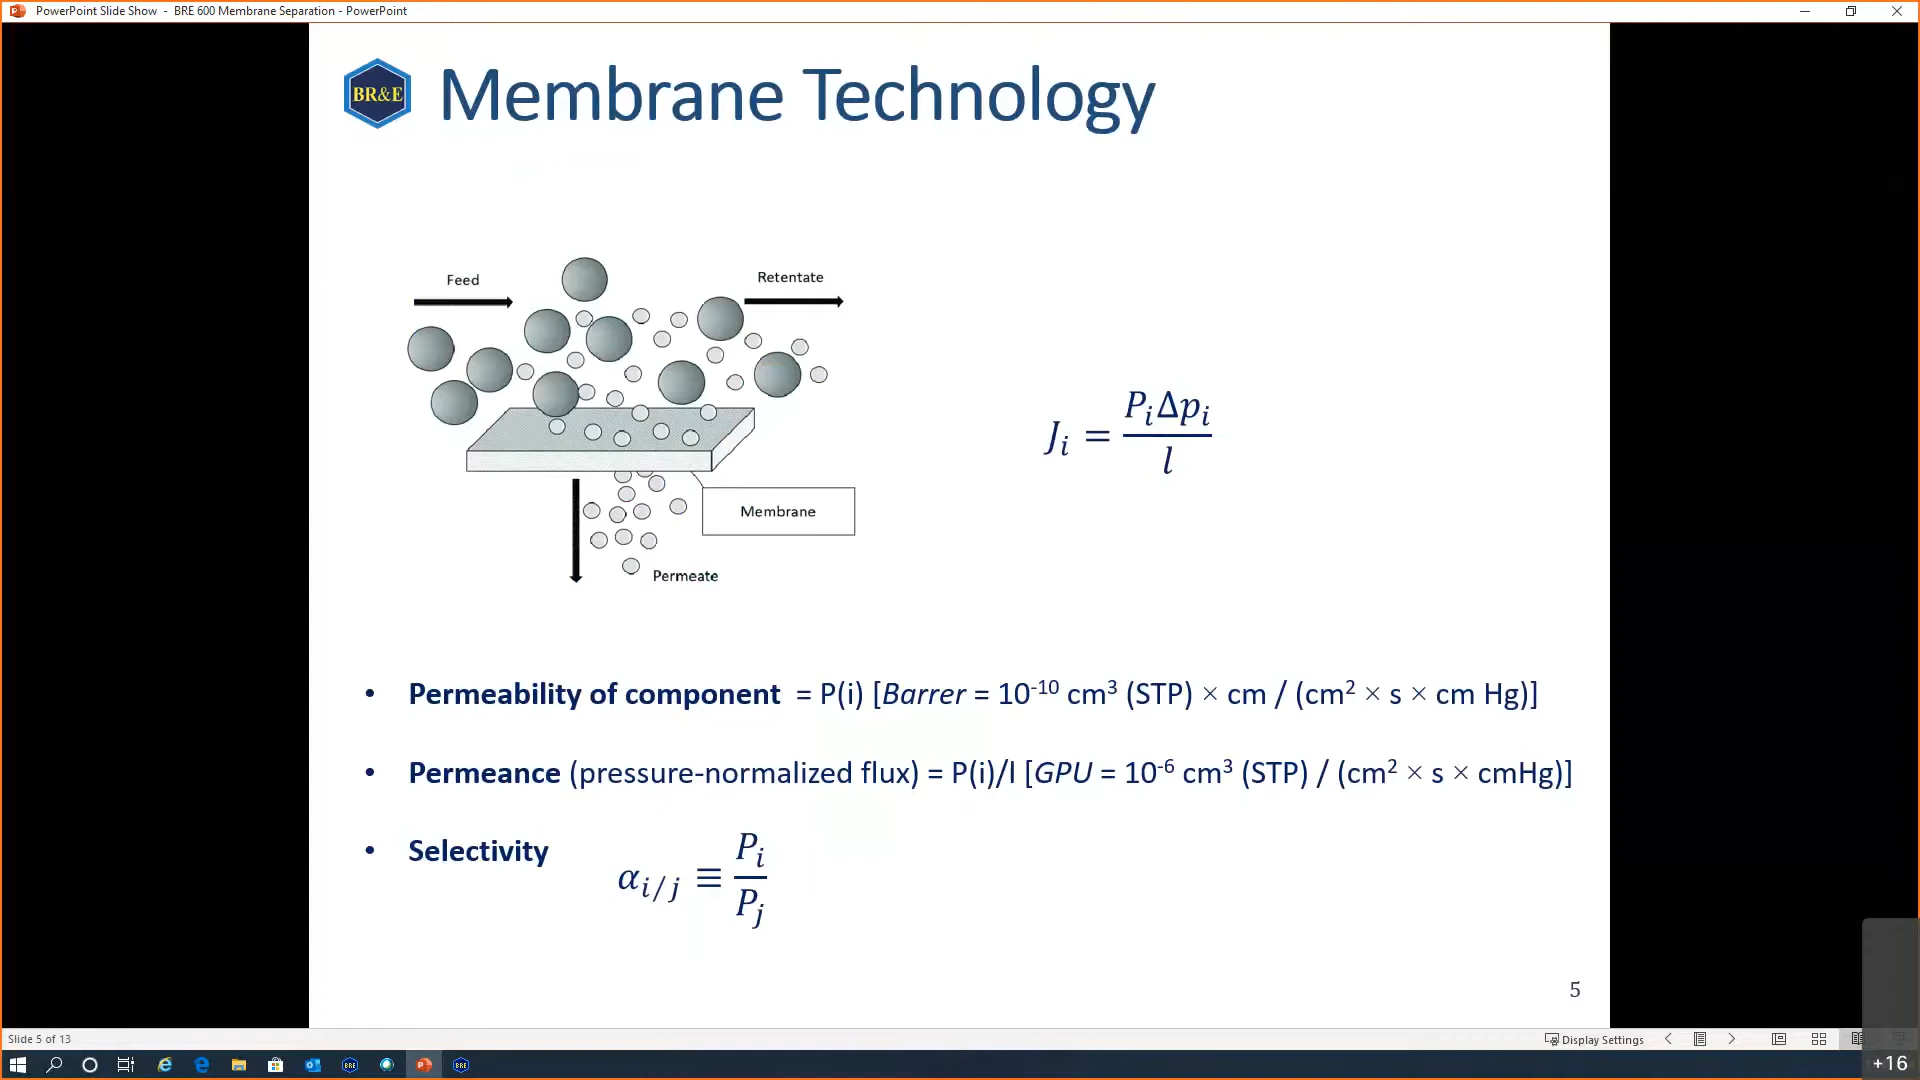 PowerPoint Slide Show - BRE 600 Membrane Separation - PowerPoint
BR&E
Membrane Technology
Feed
Retentate
Membrane
Permeate
Jᵢ = PᵢΔpᵢ / l
• Permeability of component = P(i) [Barrer = 10⁻¹⁰ cm³ (STP) × cm / (cm² × s × cm Hg)]
• Permeance (pressure-normalized flux) = P(i)/l [GPU = 10⁻⁶ cm³ (STP) / (cm² × s × cmHg)]
• Selectivity αᵢ/ⱼ ≡ Pᵢ / Pⱼ
5
Slide 5 of 13
Display Settings
BRE
BRE
+16